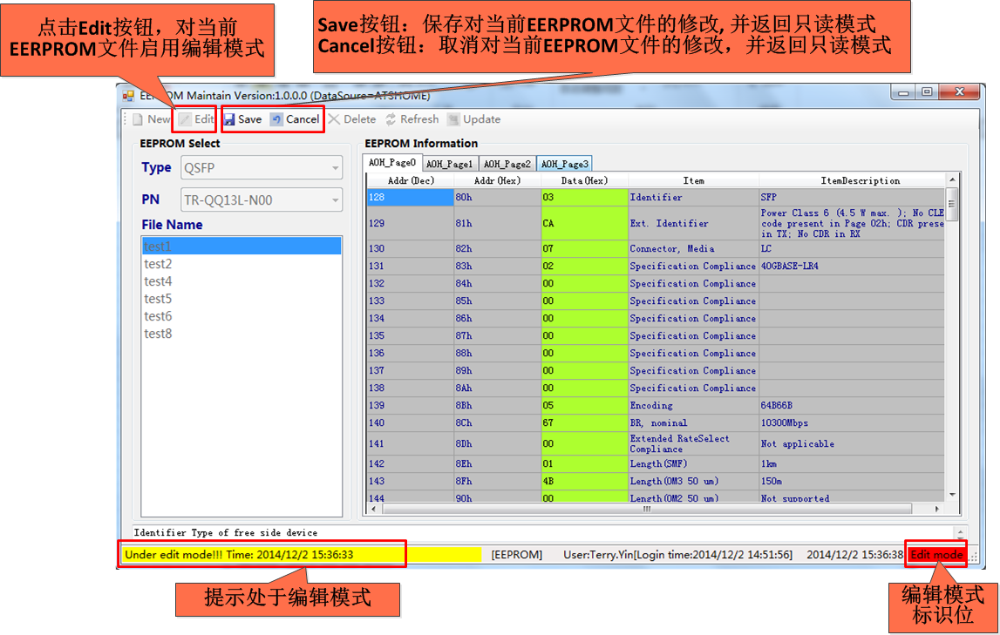 点击Edit按钮，对当前
EERPROM文件启用编辑模式
Save按钮：保存对当前EERPROM文件的修改, 并返回只读模式
Cancel按钮：取消对当前EEPROM文件的修改，并返回只读模式
EEPROM Maintain Version:1.0.0.0 (DataSoure=ATSHOME)
New Edit Save Cancel Delete Refresh Update
EEPROM Select
Type QSFP
PN TR-QQ13L-N00
File Name
test1
test2
test4
test5
test6
test8
EEPROM Information
A0H_Page0 A0H_Page1 A0H_Page2 A0H_Page3
Addr(Dec) Addr(Hex) Data(Hex) Item ItemDescription
128 80h 03 Identifier SFP
129 81h CA Ext. Identifier Power Class 6 (4.5 W max. ); No CLE
code present in Page 02h; CDR prese
in TX; No CDR in RX
130 82h 07 Connector, Media LC
131 83h 02 Specification Compliance 40GBASE-LR4
132 84h 00 Specification Compliance
133 85h 00 Specification Compliance
134 86h 00 Specification Compliance
135 87h 00 Specification Compliance
136 88h 00 Specification Compliance
137 89h 00 Specification Compliance
138 8Ah 00 Specification Compliance
139 8Bh 05 Encoding 64B66B
140 8Ch 67 BR, nominal 10300Mbps
141 8Dh 00 Extended RateSelect
Compliance Not applicable
142 8Eh 01 Length(SMF) 1km
143 8Fh 4B Length(OM3 50 um) 150m
144 90h 00 Length(OM2 50 um) Not supported
Identifier Type of free side device
Under edit mode!!! Time: 2014/12/2 15:36:33 [EEPROM] User:Terry.Yin[Login time:2014/12/2 14:51:56] 2014/12/2 15:36:38 Edit mode
提示处于编辑模式
编辑模式
标识位